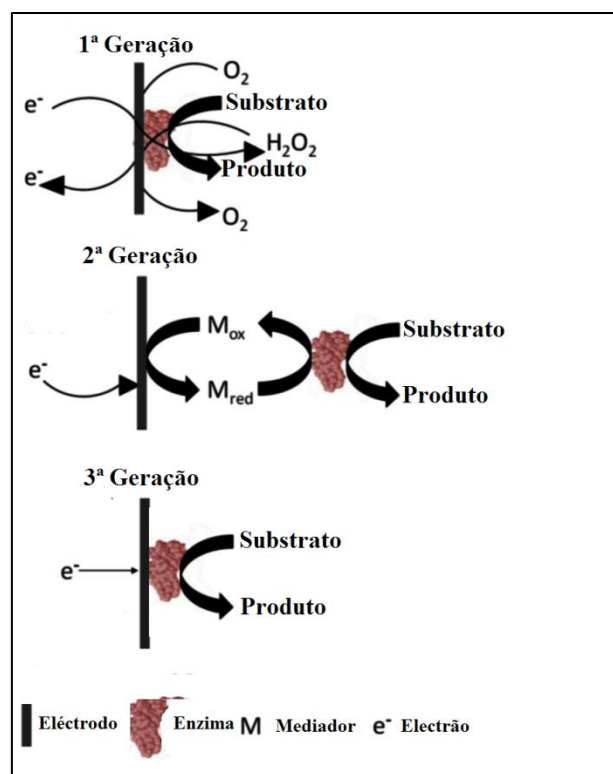 1ª Geração
O₂
e⁻
Substrato
H₂O₂
e⁻
Produto
O₂
2ª Geração
Mox
Substrato
e⁻
Mred
Produto
3ª Geração
Substrato
e⁻
Produto
Eléctrodo Enzima M Mediador e⁻ Electrão